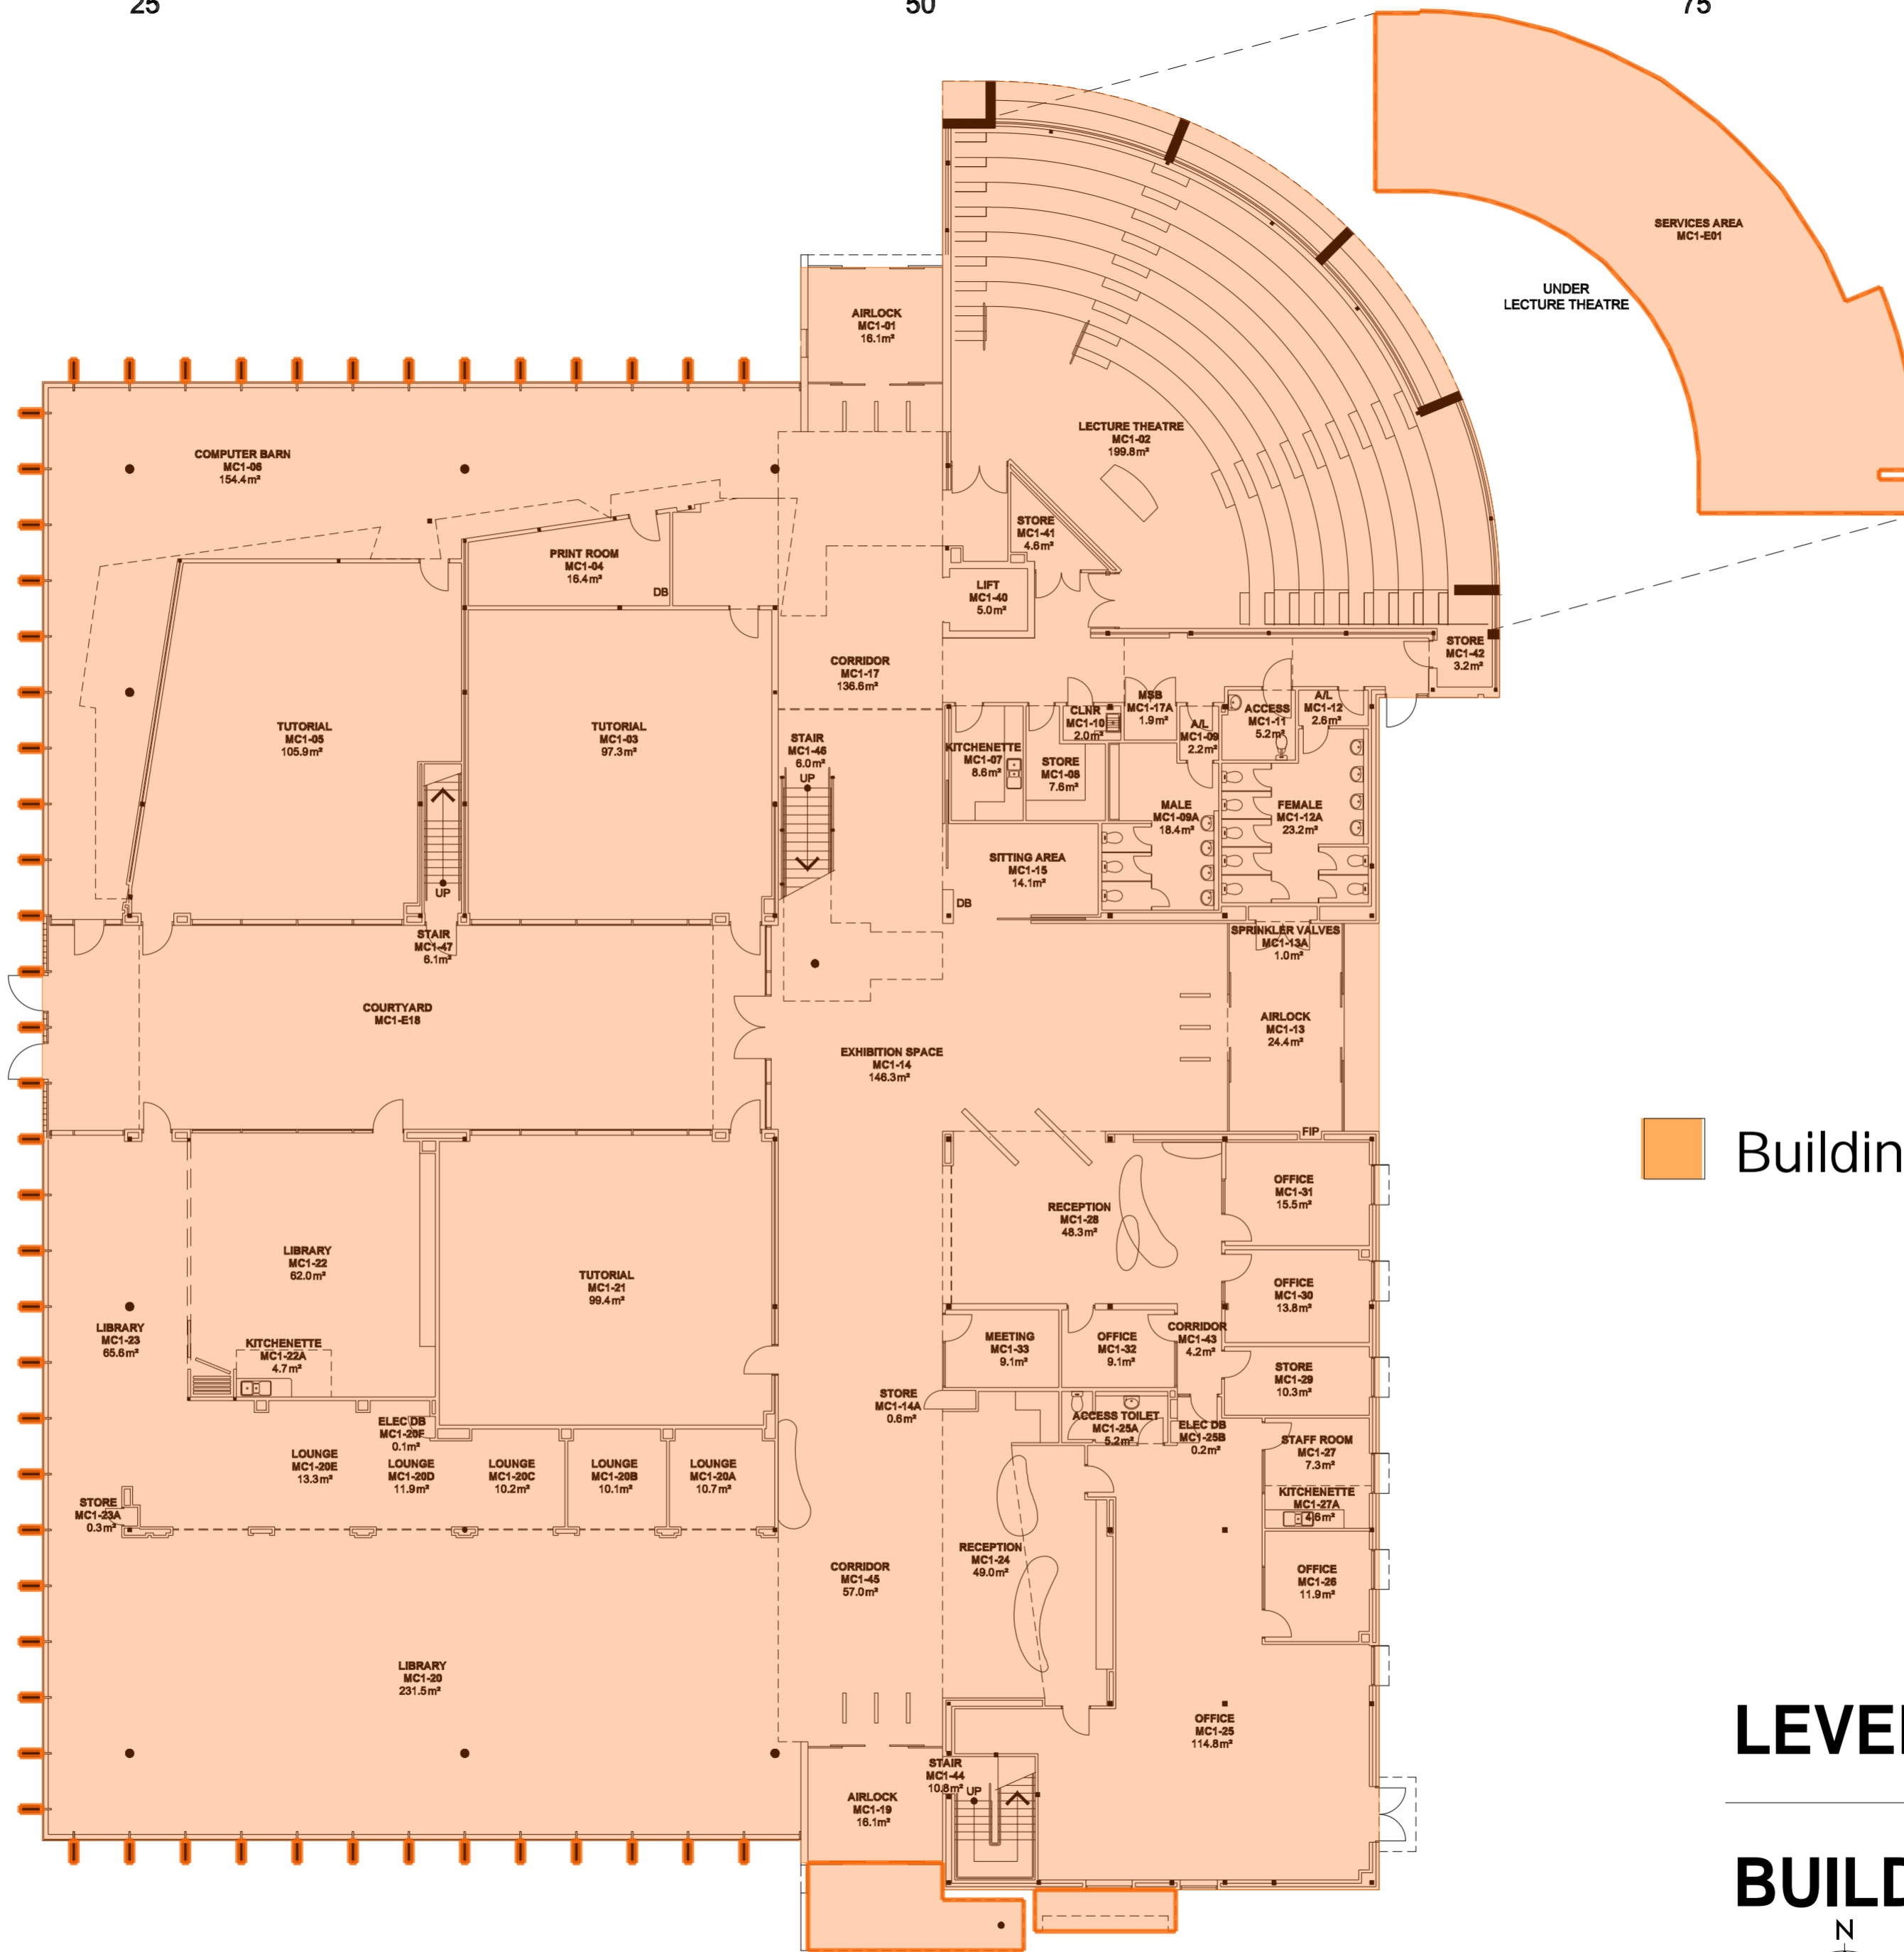 25
50
75
SERVICES AREA
MC1-E01
UNDER
LECTURE THEATRE
AIRLOCK
MC1-01
16.1m²
LECTURE THEATRE
MC1-02
199.8m²
COMPUTER BARN
MC1-06
154.4m²
STORE
MC1-41
4.6m²
PRINT ROOM
MC1-04
16.4m²
DB
LIFT
MC1-40
5.0m²
STORE
MC1-42
3.2m²
CORRIDOR
MC1-17
136.6m²
TUTORIAL
MC1-05
105.9m²
TUTORIAL
MC1-03
97.3m²
STAIR
MC1-46
6.0m²
UP
KITCHENETTE
MC1-07
8.6m²
CLNR
MC1-10
2.0m²
MSB
MC1-17A
1.9m²
A/L
MC1-09
2.2m²
ACCESS
MC1-11
5.2m²
A/L
MC1-12
2.6m²
STORE
MC1-08
7.6m²
MALE
MC1-09A
18.4m²
FEMALE
MC1-12A
23.2m²
SITTING AREA
MC1-15
14.1m²
UP
DB
STAIR
MC1-47
6.1m²
SPRINKLER VALVES
MC1-13A
1.0m²
COURTYARD
MC1-E18
AIRLOCK
MC1-13
24.4m²
EXHIBITION SPACE
MC1-14
146.3m²
FIP
Buildin
OFFICE
MC1-31
15.5m²
RECEPTION
MC1-28
48.3m²
LIBRARY
MC1-22
62.0m²
TUTORIAL
MC1-21
99.4m²
OFFICE
MC1-30
13.8m²
LIBRARY
MC1-23
65.6m²
KITCHENETTE
MC1-22A
4.7m²
MEETING
MC1-33
9.1m²
OFFICE
MC1-32
9.1m²
CORRIDOR
MC1-43
4.2m²
STORE
MC1-29
10.3m²
STORE
MC1-14A
0.6m²
ELEC DB
MC1-20F
0.1m²
ACCESS TOILET
MC1-25A
5.2m²
ELEC DB
MC1-25B
0.2m²
STAFF ROOM
MC1-27
7.3m²
LOUNGE
MC1-20E
13.3m²
LOUNGE
MC1-20D
11.9m²
LOUNGE
MC1-20C
10.2m²
LOUNGE
MC1-20B
10.1m²
LOUNGE
MC1-20A
10.7m²
KITCHENETTE
MC1-27A
4.6m²
STORE
MC1-23A
0.3m²
RECEPTION
MC1-24
49.0m²
CORRIDOR
MC1-45
57.0m²
OFFICE
MC1-26
11.9m²
LIBRARY
MC1-20
231.5m²
OFFICE
MC1-25
114.8m²
LEVEL
STAIR
MC1-44
10.8m²
UP
AIRLOCK
MC1-19
16.1m²
BUILD
N